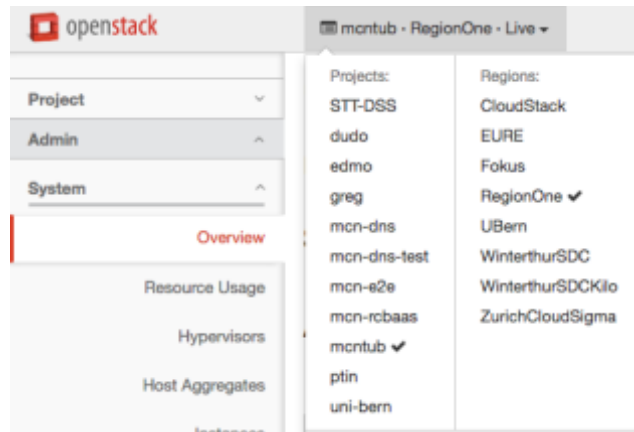 openstack
mcntub - RegionOne - Live
Project
Admin
System
Overview
Resource Usage
Hypervisors
Host Aggregates
Instances
Projects:
STT-DSS
dudo
edmo
greg
mcn-dns
mcn-dns-test
mcn-e2e
mcn-rcbaas
mcntub
ptin
uni-bern
Regions:
CloudStack
EURE
Fokus
RegionOne
UBern
WinterthurSDC
WinterthurSDCKilo
ZurichCloudSigma